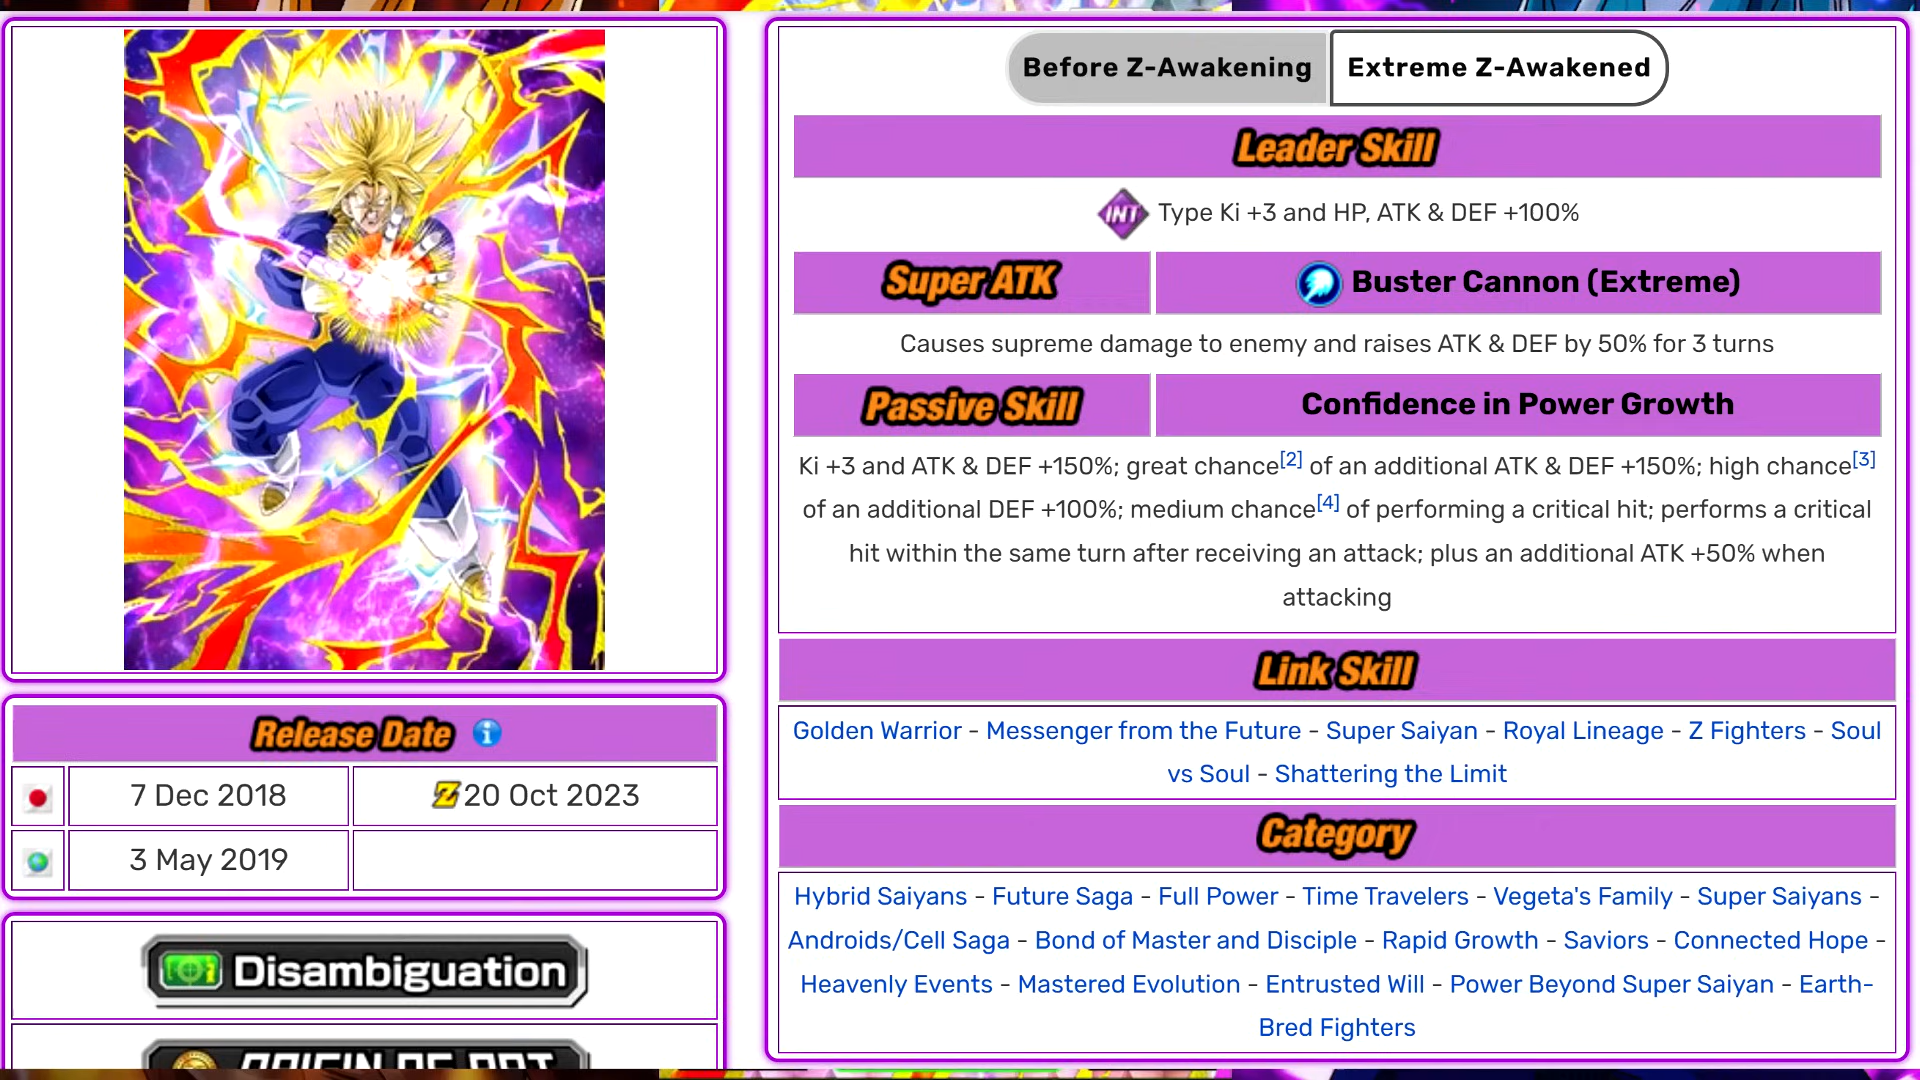 Before Z-Awakening
Extreme Z-Awakened
Leader Skill
INT Type Ki +3 and HP, ATK & DEF +100%
Super ATK
Buster Cannon (Extreme)
Causes supreme damage to enemy and raises ATK & DEF by 50% for 3 turns
Passive Skill
Confidence in Power Growth
Ki +3 and ATK & DEF +150%; great chance[2] of an additional ATK & DEF +150%; high chance[3]
of an additional DEF +100%; medium chance[4] of performing a critical hit; performs a critical
hit within the same turn after receiving an attack; plus an additional ATK +50% when
attacking
Link Skill
Golden Warrior - Messenger from the Future - Super Saiyan - Royal Lineage - Z Fighters - Soul
vs Soul - Shattering the Limit
Category
Hybrid Saiyans - Future Saga - Full Power - Time Travelers - Vegeta's Family - Super Saiyans -
Androids/Cell Saga - Bond of Master and Disciple - Rapid Growth - Saviors - Connected Hope -
Heavenly Events - Mastered Evolution - Entrusted Will - Power Beyond Super Saiyan - Earth-
Bred Fighters
Release Date i
7 Dec 2018
Z 20 Oct 2023
3 May 2019
Disambiguation